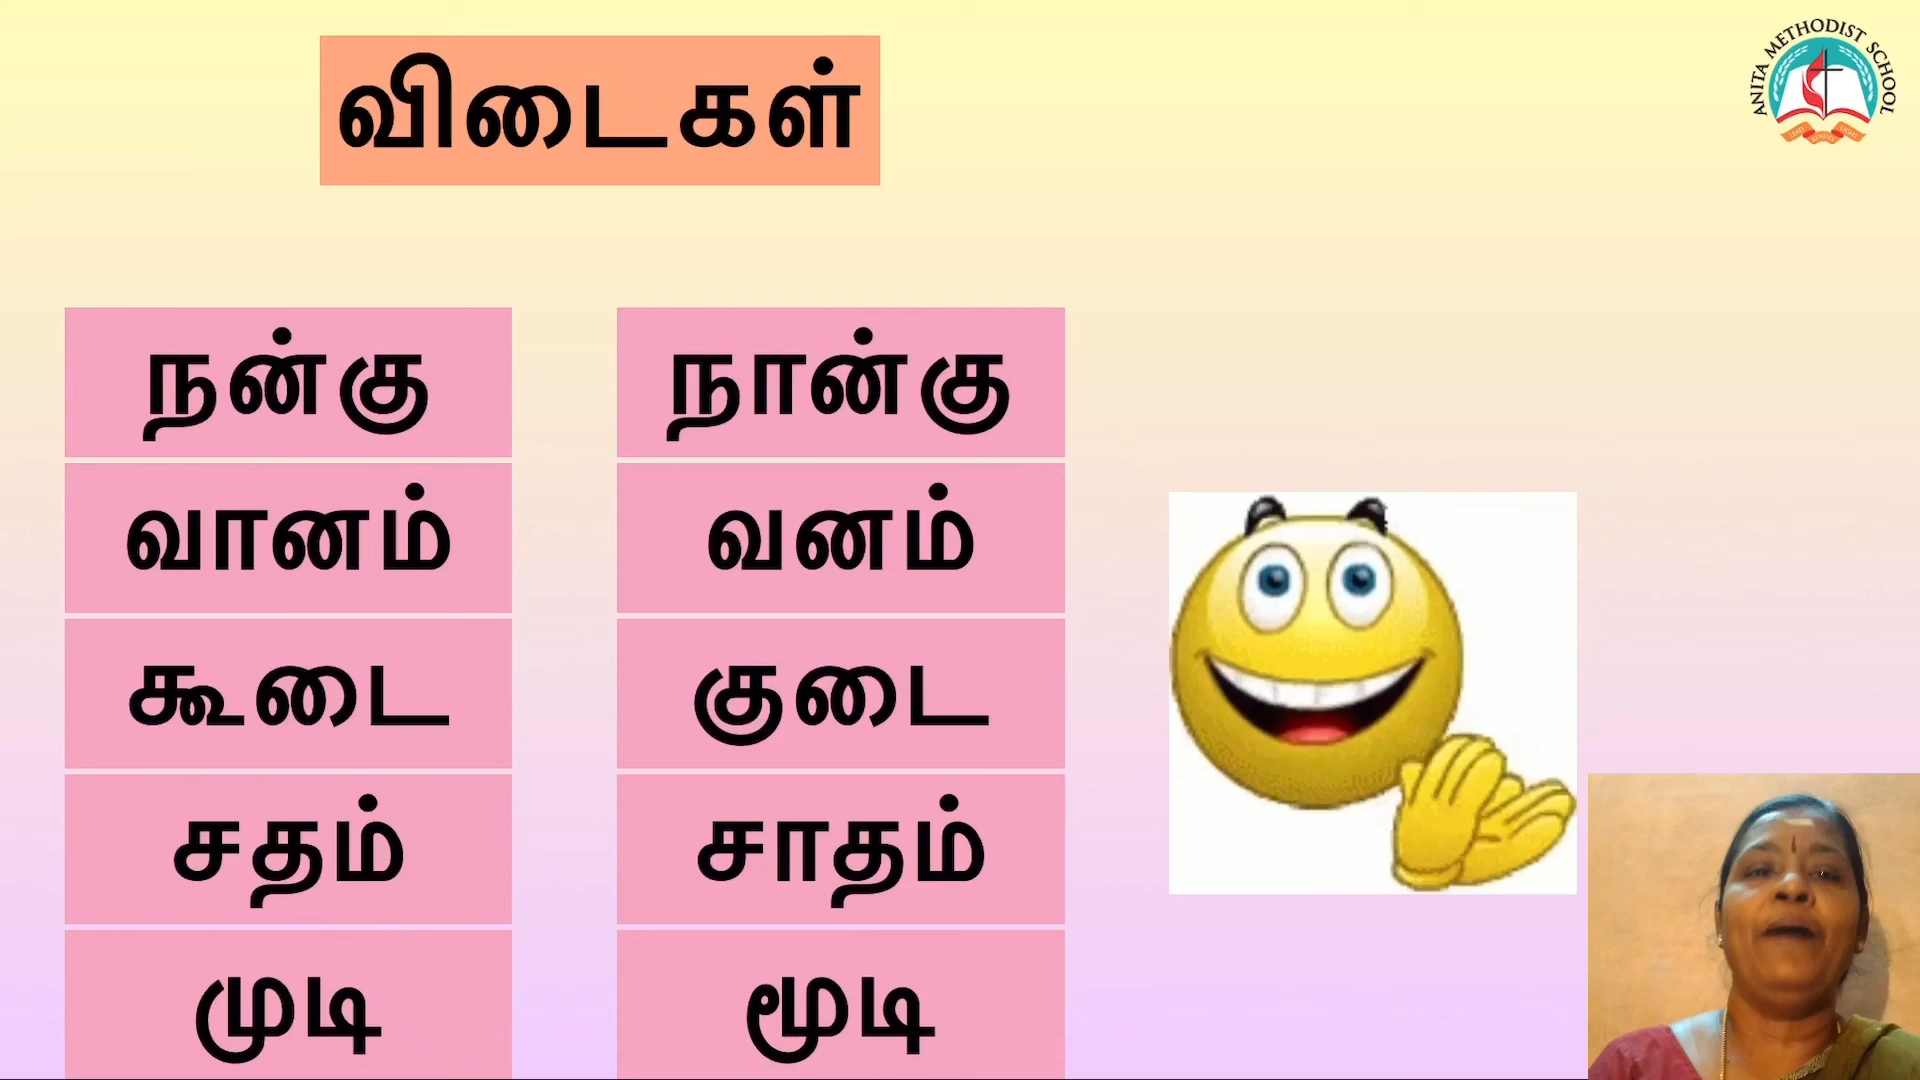 விடைகள்
ANITA METHODIST SCHOOL
நன்கு நான்கு
வானம் வனம்
கூடை குடை
சதம் சாதம்
முடி மூடி